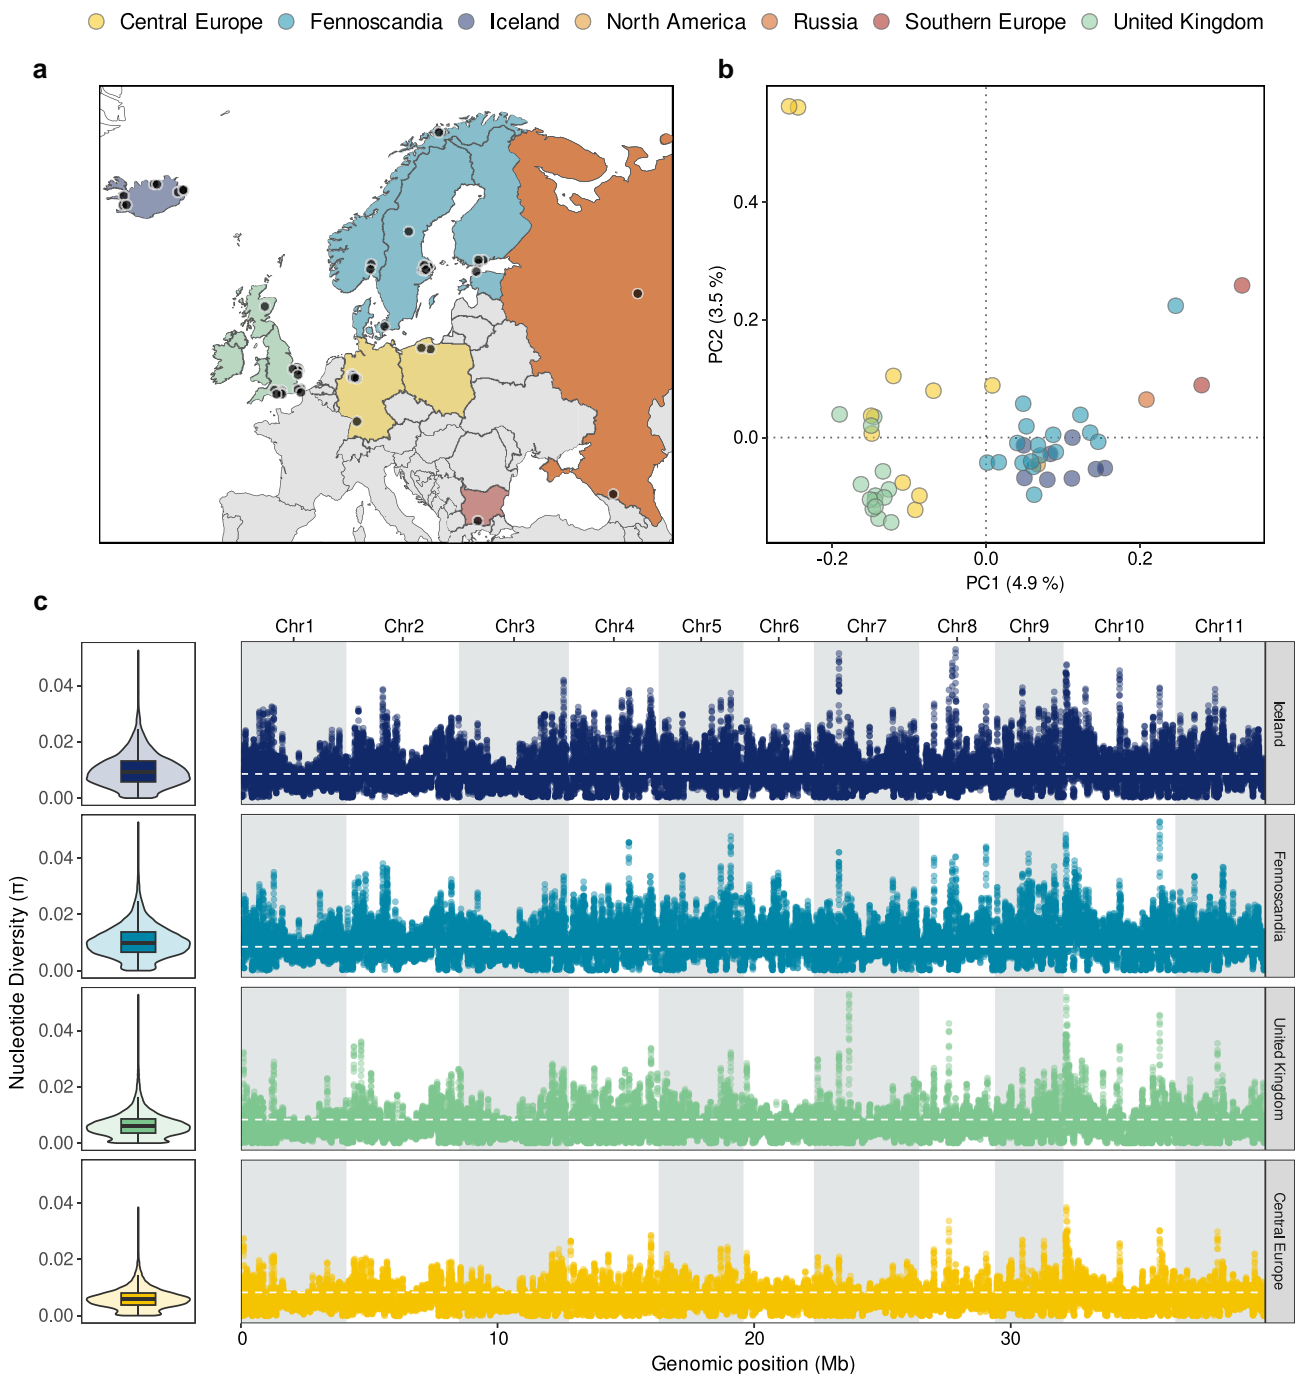 Central Europe Fennoscandia Iceland North America Russia Southern Europe United Kingdom
a
b
0.4
0.2
0.0
PC2 (3.5 %)
-0.2 0.0 0.2
PC1 (4.9 %)
c
Chr1 Chr2 Chr3 Chr4 Chr5 Chr6 Chr7 Chr8 Chr9 Chr10 Chr11
Nucleotide Diversity (π)
0.04
0.02
0.00
Iceland
0.04
0.02
0.00
Fennoscandia
0.04
0.02
0.00
United Kingdom
0.04
0.02
0.00
Central Europe
0 10 20 30
Genomic position (Mb)